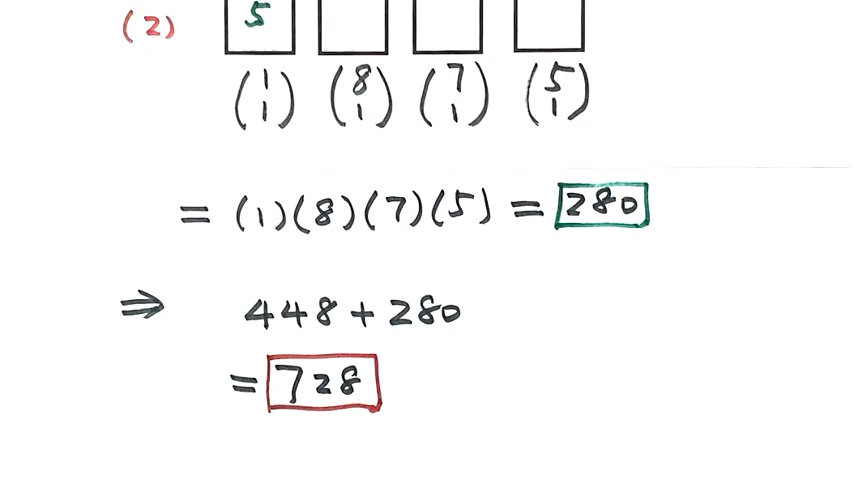 (2) 5
(1 1) (8 1) (7 1) (5 1)
= (1)(8)(7)(5) = 280
⇒ 448 + 280
= 728